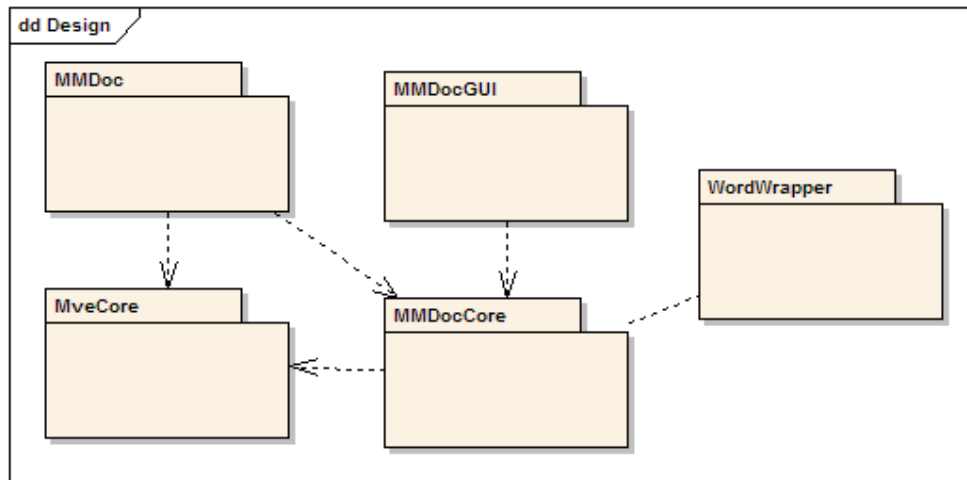 dd Design
MMDoc
MMDocGUI
WordWrapper
MveCore
MMDocCore